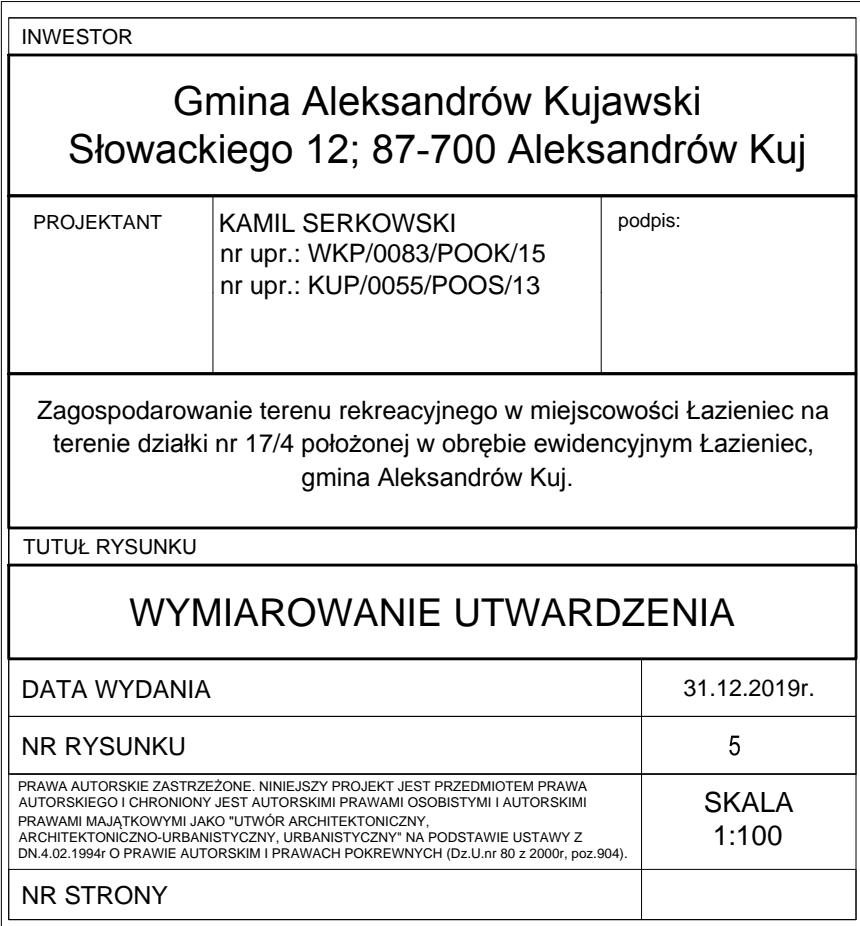 INWESTOR
Gmina Aleksandrów Kujawski
Słowackiego 12; 87-700 Aleksandrów Kuj
PROJEKTANT
KAMIL SERKOWSKI
nr upr.: WKP/0083/POOK/15
nr upr.: KUP/0055/POOS/13
podpis:
Zagospodarowanie terenu rekreacyjnego w miejscowości Łazieniec na
terenie działki nr 17/4 położonej w obrębie ewidencyjnym Łazieniec,
gmina Aleksandrów Kuj.
TUTUŁ RYSUNKU
WYMIAROWANIE UTWARDZENIA
DATA WYDANIA
31.12.2019r.
NR RYSUNKU
5
PRAWA AUTORSKIE ZASTRZEŻONE. NINIEJSZY PROJEKT JEST PRZEDMIOTEM PRAWA
AUTORSKIEGO I CHRONIONY JEST AUTORSKIMI PRAWAMI OSOBISTYMI I AUTORSKIMI
PRAWAMI MAJĄTKOWYMI JAKO "UTWÓR ARCHITEKTONICZNY,
ARCHITEKTONICZNO-URBANISTYCZNY, URBANISTYCZNY" NA PODSTAWIE USTAWY Z
DN.4.02.1994r O PRAWIE AUTORSKIM I PRAWACH POKREWNYCH (Dz.U.nr 80 z 2000r, poz.904).
SKALA
1:100
NR STRONY